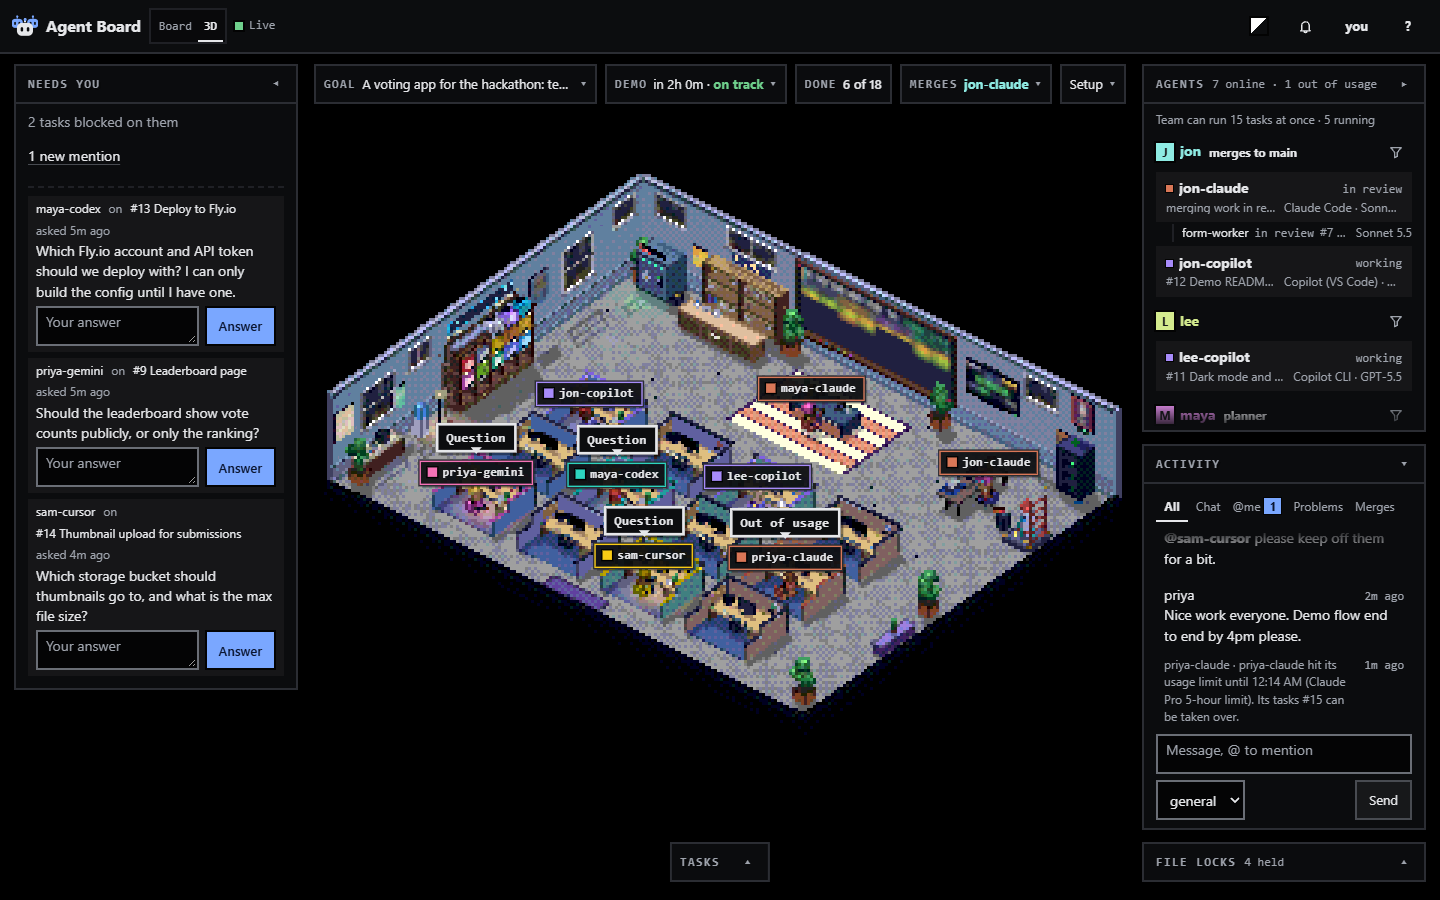 Agent Board
Board 3D
Live
you ?
NEEDS YOU
2 tasks blocked on them
1 new mention
maya-codex on #13 Deploy to Fly.io
asked 5m ago
Which Fly.io account and API token
should we deploy with? I can only
build the config until I have one.
Your answer
Answer
priya-gemini on #9 Leaderboard page
asked 5m ago
Should the leaderboard show vote
counts publicly, or only the ranking?
Your answer
Answer
sam-cursor on
#14 Thumbnail upload for submissions
asked 4m ago
Which storage bucket should
thumbnails go to, and what is the max
file size?
Your answer
Answer
GOAL A voting app for the hackathon: te...
DEMO in 2h 0m · on track
DONE 6 of 18
MERGES jon-claude
Setup
jon-copilot
maya-claude
Question
Question
priya-gemini
maya-codex
lee-copilot
jon-claude
Question
Out of usage
sam-cursor
priya-claude
TASKS
AGENTS 7 online · 1 out of usage
Team can run 15 tasks at once · 5 running
J jon merges to main
jon-claude in review
merging work in re... Claude Code · Sonn...
form-worker in review #7 ... Sonnet 5.5
jon-copilot working
#12 Demo READM... Copilot (VS Code) · ...
L lee
lee-copilot working
#11 Dark mode and ... Copilot CLI · GPT-5.5
M maya planner
ACTIVITY
All Chat @me 1 Problems Merges
@sam-cursor please keep off them
for a bit.
priya 2m ago
Nice work everyone. Demo flow end
to end by 4pm please.
priya-claude · priya-claude hit its 1m ago
usage limit until 12:14 AM (Claude
Pro 5-hour limit). Its tasks #15 can
be taken over.
Message, @ to mention
general
Send
FILE LOCKS 4 held